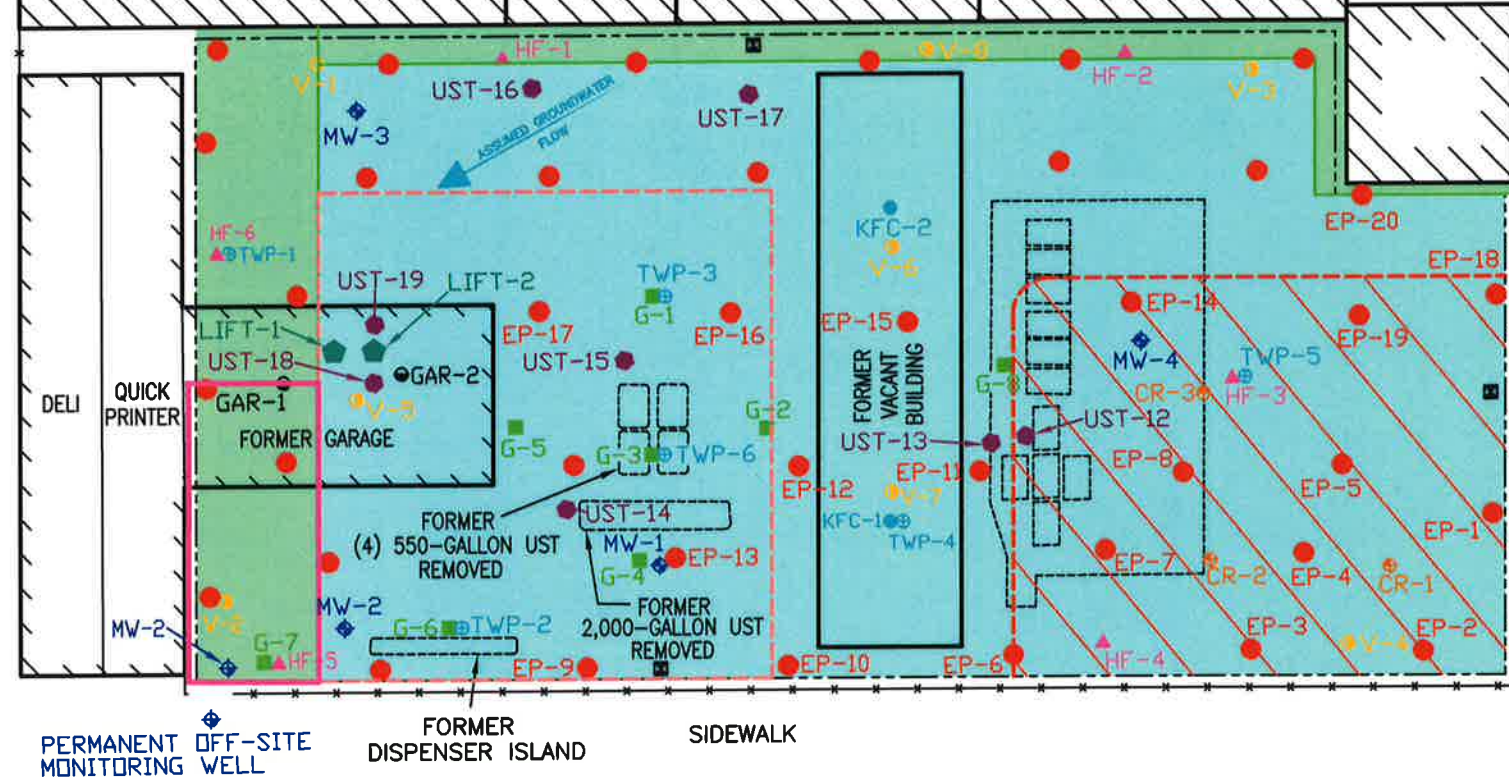 HF-1
V-8
HF-2
V-1
V-3
UST-16
UST-17
MW-3
ASSUMED GROUNDWATER
FLOW
EP-20
KFC-2
V-6
HF-6
TWP-1
EP-18
UST-19
LIFT-2
TWP-3
G-1
EP-14
LIFT-1
EP-17
EP-16
EP-15
EP-19
UST-18
UST-15
MW-4
TWP-5
HF-3
G-8
CR-3
GAR-2
GAR-1
V-5
DELI
QUICK
PRINTER
FORMER GARAGE
FORMER
VACANT
BUILDING
G-5
G-2
UST-13
UST-12
G-3
TWP-6
EP-12
EP-11
EP-8
EP-5
EP-1
V-7
KFC-1
TWP-4
UST-14
FORMER
(4) 550-GALLON UST
REMOVED
MW-1
EP-13
G-4
EP-7
CR-2
EP-4
CR-1
V-2
MW-2
MW-2
G-6
TWP-2
FORMER
2,000-GALLON UST
REMOVED
G-7
HF-5
EP-9
EP-10
EP-6
HF-4
EP-3
V-4
EP-2
PERMANENT OFF-SITE
MONITORING WELL
FORMER
DISPENSER ISLAND
SIDEWALK